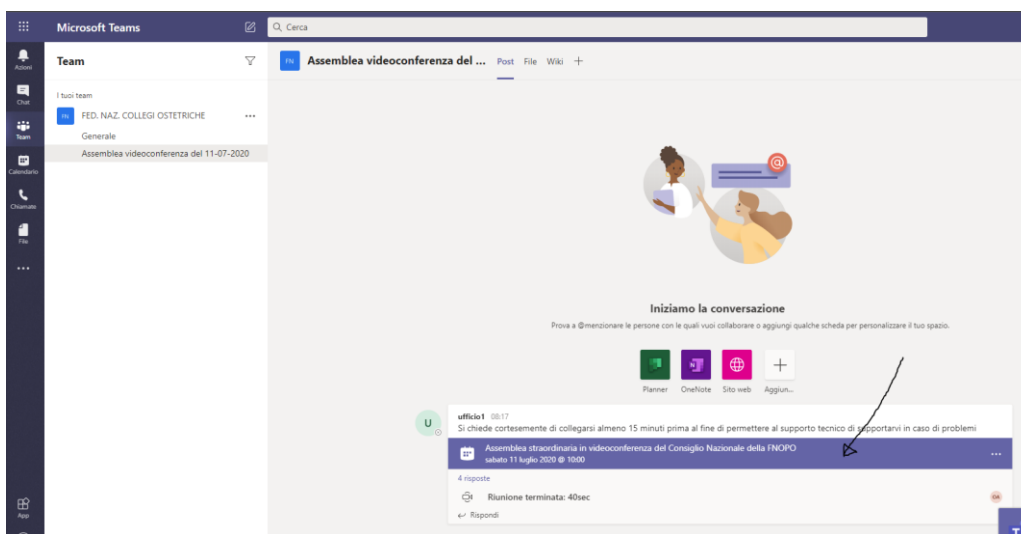 Microsoft Teams
Cerca
Azioni
Chat
Team
Calendario
Chiamate
File
App
Team
I tuoi team
FN FED. NAZ. COLLEGI OSTETRICHE
Generale
Assemblea videoconferenza del 11-07-2020
FN Assemblea videoconferenza del ... Post File Wiki +
@
Iniziamo la conversazione
Prova a @menzionare le persone con le quali vuoi collaborare o aggiungi qualche scheda per personalizzare il tuo spazio.
Planner OneNote Sito web Aggiun...
U
ufficio1 08:17
Si chiede cortesemente di collegarsi almeno 15 minuti prima al fine di permettere al supporto tecnico di supportarvi in caso di problemi
Assemblea straordinaria in videoconferenza del Consiglio Nazionale della FNOPO
sabato 11 luglio 2020 @ 10:00
4 risposte
Riunione terminata: 40sec
Rispondi